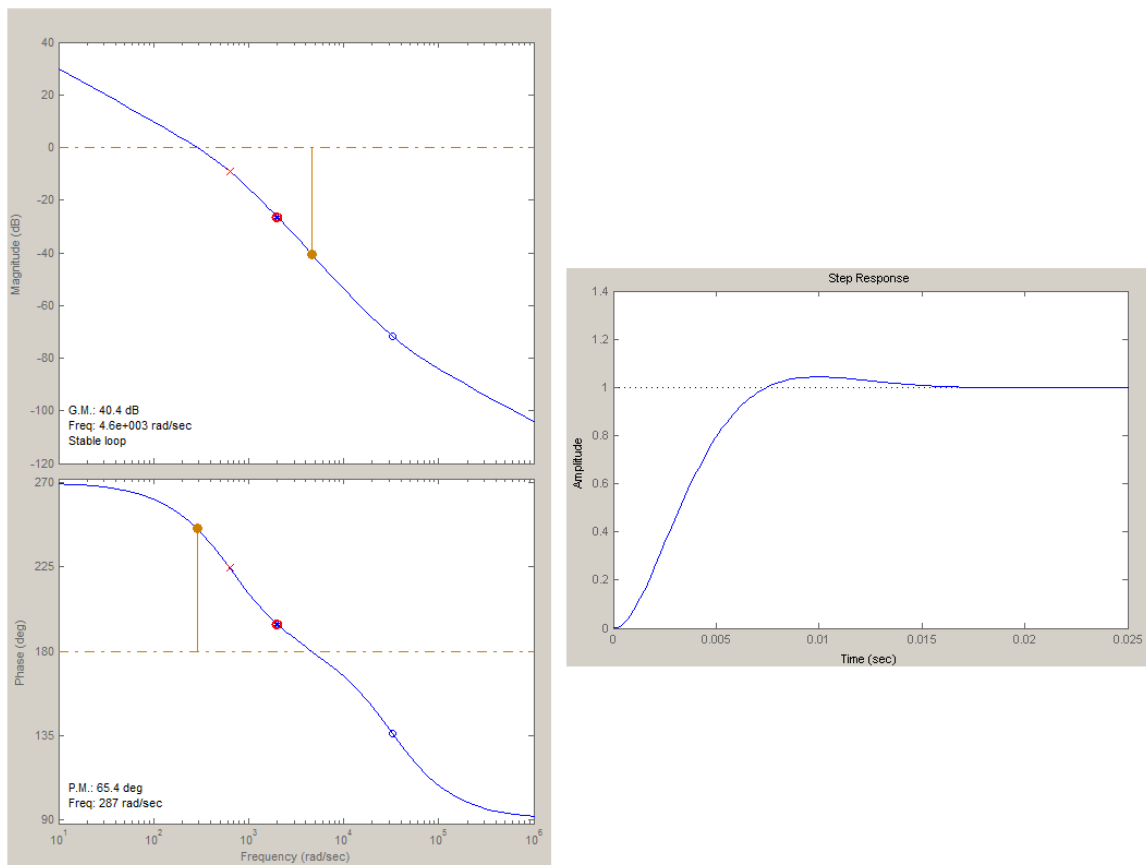 40
20
0
-20
-40
-60
-80
-100
-120
Magnitude (dB)
G.M.: 40.4 dB
Freq: 4.6e+003 rad/sec
Stable loop
270
225
180
135
90
Phase (deg)
P.M.: 65.4 deg
Freq: 287 rad/sec
10^1 10^2 10^3 10^4 10^5 10^6
Frequency (rad/sec)
Step Response
1.4
1.2
1
0.8
0.6
0.4
0.2
0
Amplitude
0 0.005 0.01 0.015 0.02 0.025
Time (sec)